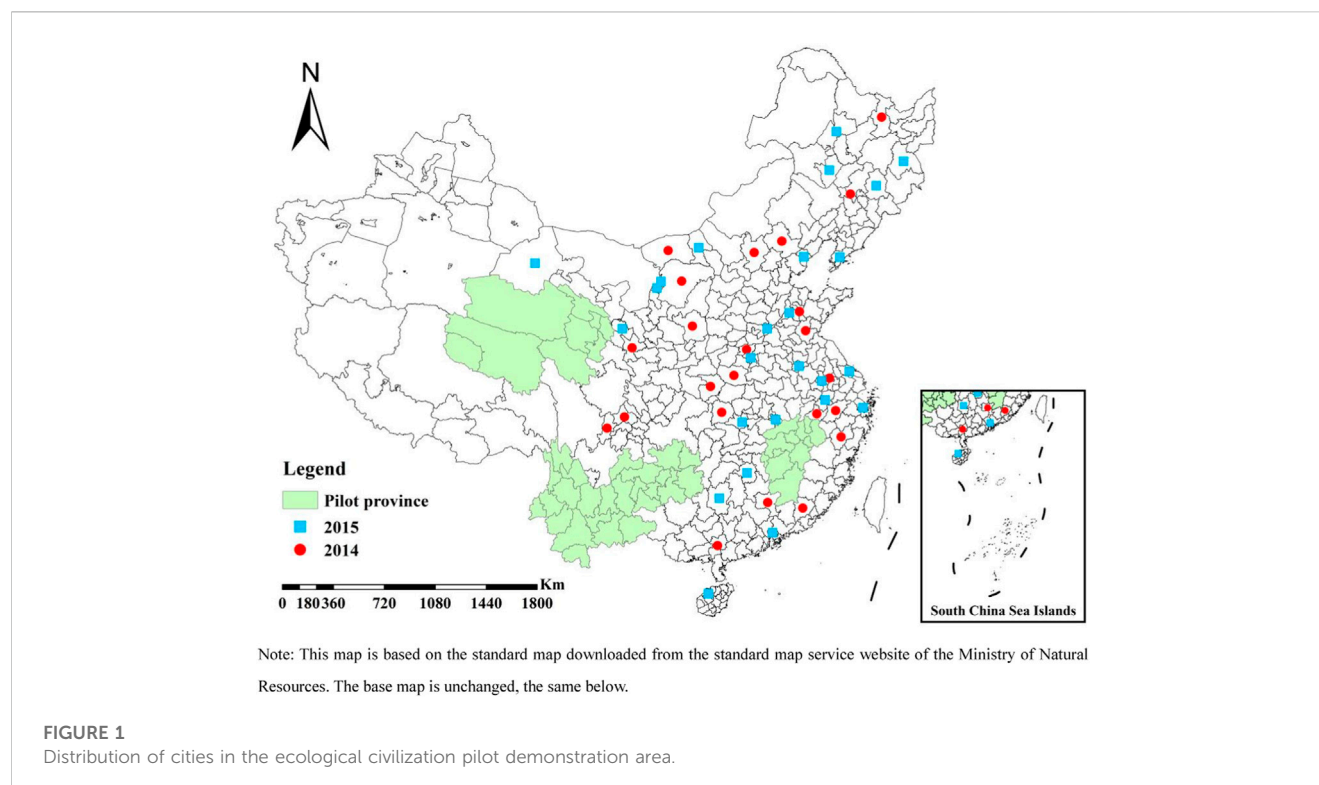 N
Legend
Pilot province
2015
2014
Km
0 180 360 720 1080 1440 1800
South China Sea Islands
Note: This map is based on the standard map downloaded from the standard map service website of the Ministry of Natural
Resources. The base map is unchanged, the same below.
FIGURE 1
Distribution of cities in the ecological civilization pilot demonstration area.